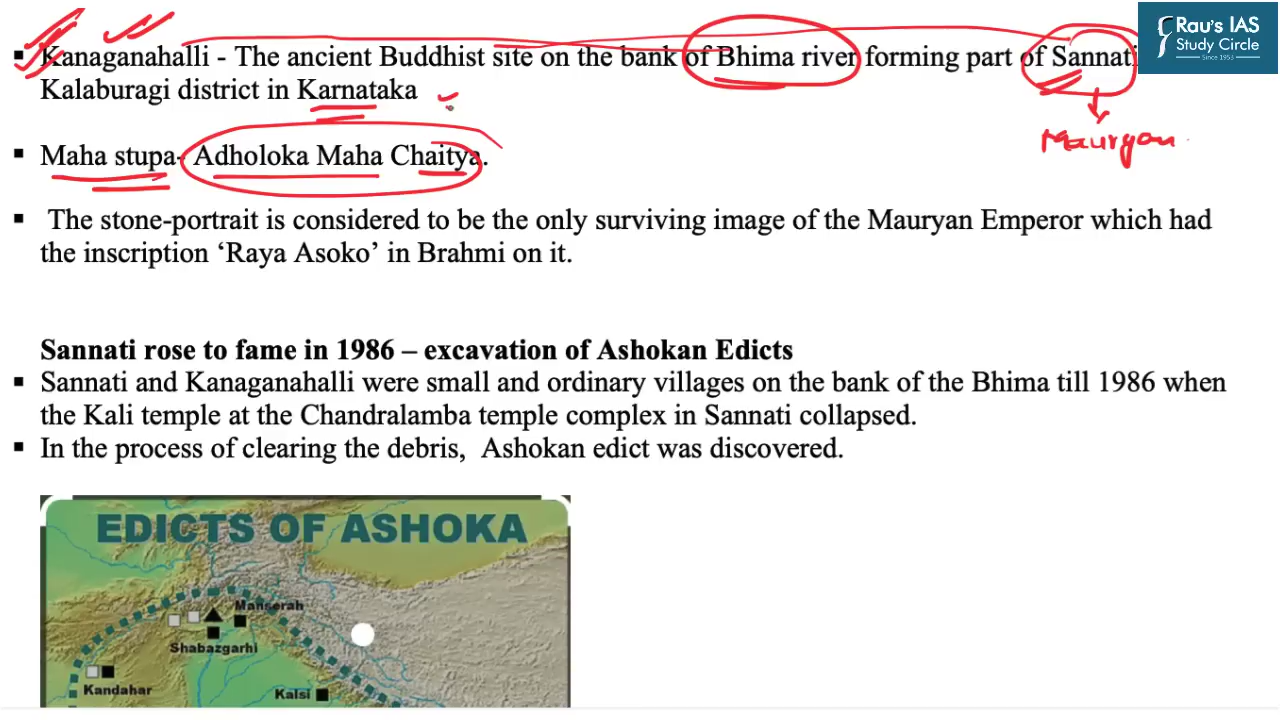 Rau's IAS
Study Circle
Since 1953
▪ Kanaganahalli - The ancient Buddhist site on the bank of Bhima river forming part of Sannati
Kalaburagi district in Karnataka
Mauryan
▪ Maha stupa- Adholoka Maha Chaitya.
▪ The stone-portrait is considered to be the only surviving image of the Mauryan Emperor which had
the inscription ‘Raya Asoko’ in Brahmi on it.
Sannati rose to fame in 1986 – excavation of Ashokan Edicts
▪ Sannati and Kanaganahalli were small and ordinary villages on the bank of the Bhima till 1986 when
the Kali temple at the Chandralamba temple complex in Sannati collapsed.
▪ In the process of clearing the debris, Ashokan edict was discovered.
EDICTS OF ASHOKA
Manserah
Shabazgarhi
Kandahar
Kalsi